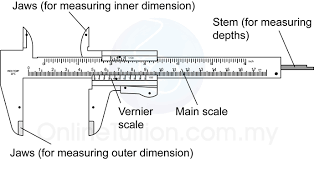 Jaws (for measuring inner dimension)
Stem (for measuring
depths)
Vernier
scale
Main scale
Jaws (for measuring outer dimension)
OnlineTuition.com.my